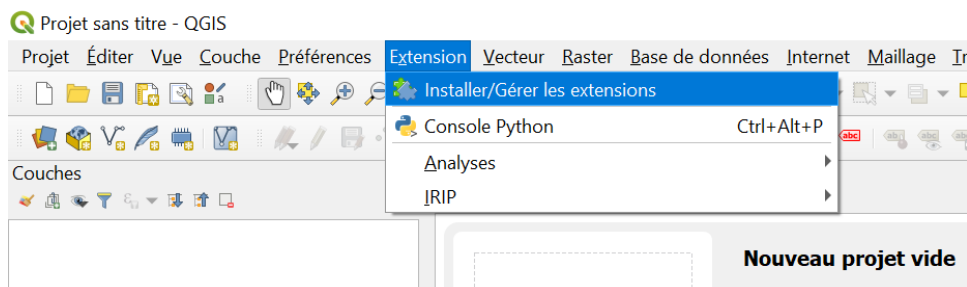 Projet sans titre - QGIS
Projet Éditer Vue Couche Préférences Extension Vecteur Raster Base de données Internet Maillage
Installer/Gérer les extensions
Console Python Ctrl+Alt+P
abc
Couches
Analyses
IRIP
Nouveau projet vide